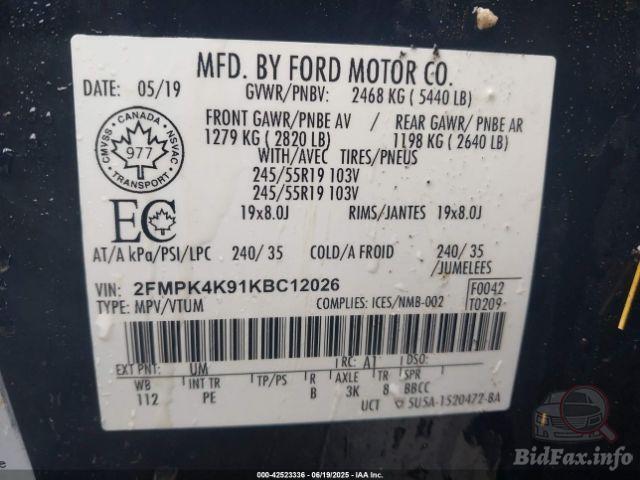 MFD. BY FORD MOTOR CO.
DATE: 05/19
GVWR/PNBV: 2468 KG ( 5440 LB)
FRONT GAWR/PNBE AV / REAR GAWR/ PNBE AR
1279 KG ( 2820 LB) 1198 KG ( 2640 LB)
WITH/AVEC TIRES/PNEUS
245/55R19 103V
245/55R19 103V
19x8.0J RIMS/JANTES 19x8.0J
CMVSS · CANADA · NSVAC
977
TRANSPORT
EC
AT/A kPa/PSI/LPC 240/ 35 COLD/A FROID 240/ 35
/JUMELEES
VIN: 2FMPK4K91KBC12026 F0042
TYPE: MPV/VTUM COMPLIES: ICES/NMB-002 T0209
EXT PNT: UM RC: A1 DSO:
WB INT TR TP/PS R AXLE TR SPR
112 PE B 3K 8 BBCC
UCT 5U5A-1520472-BA
000-42523336 | 06/19/2025 | IAA Inc.
BidFax.info